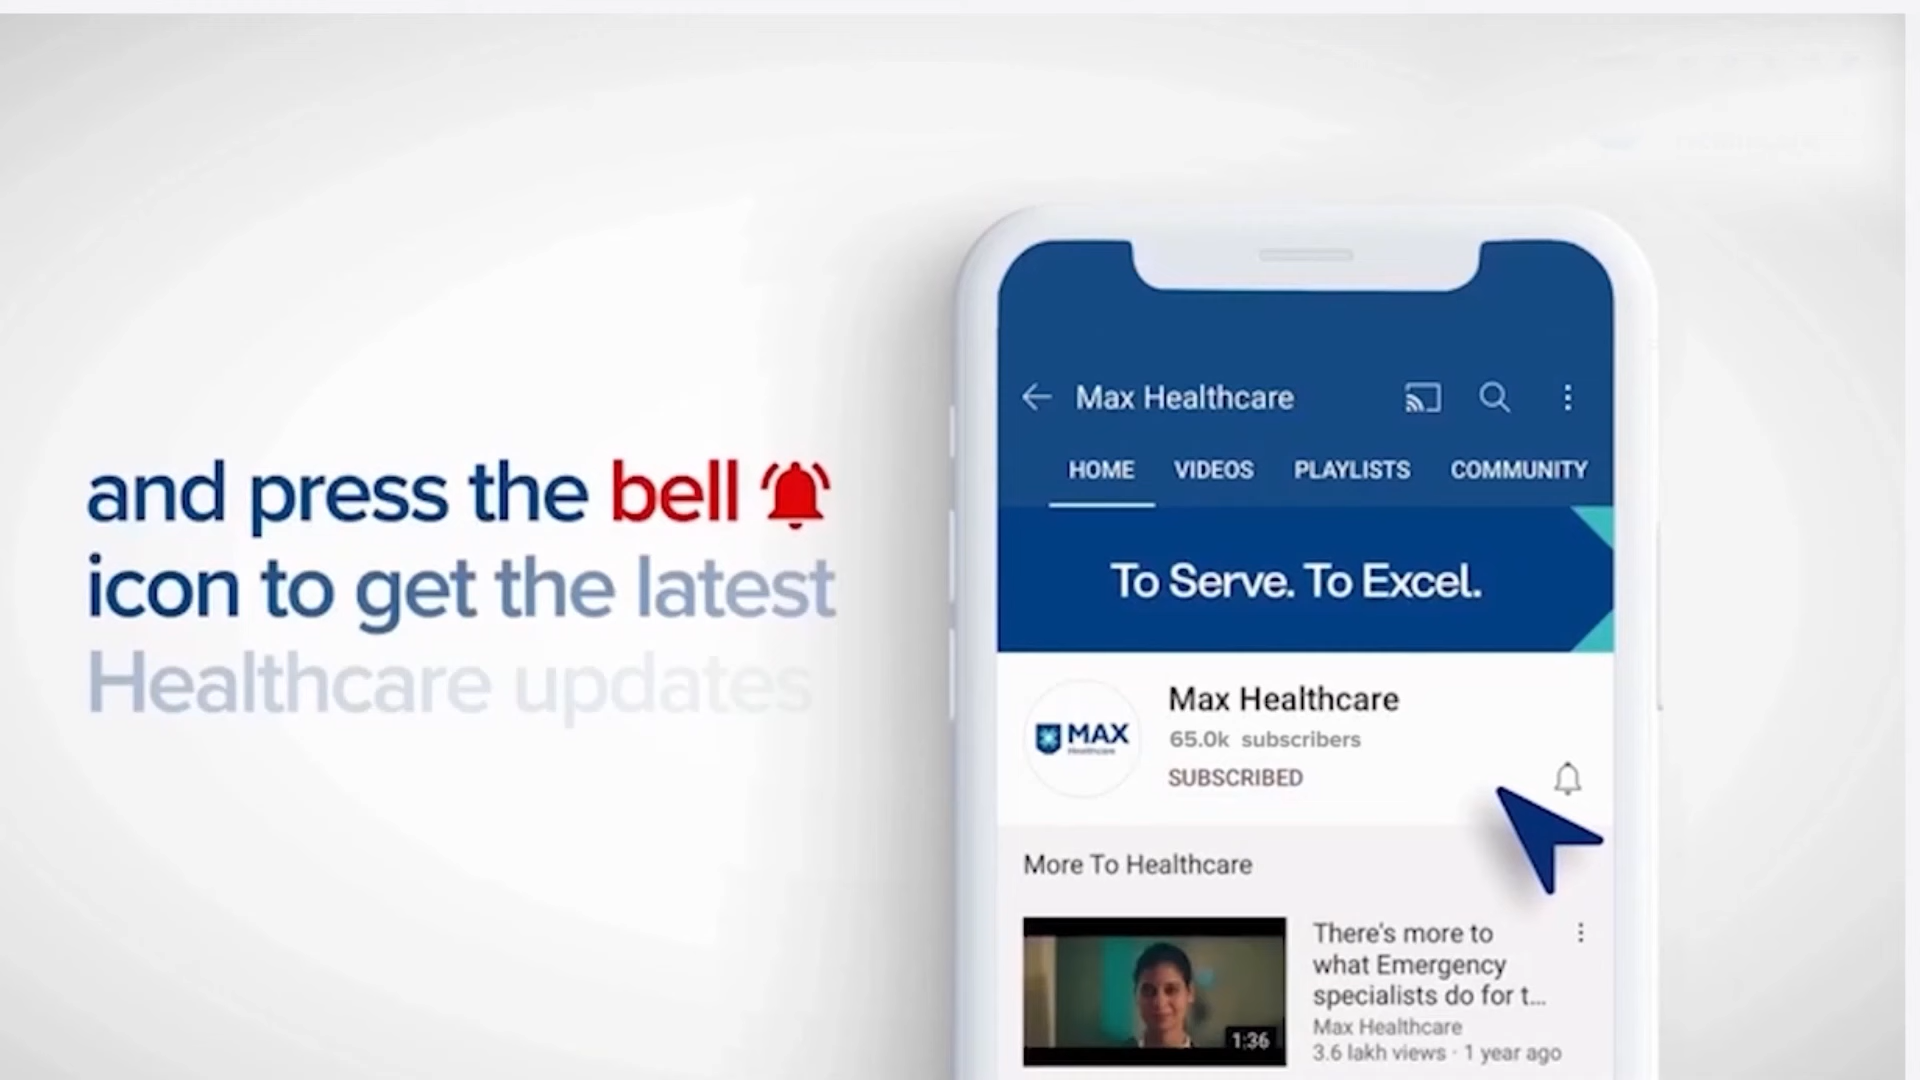 and press the bell
icon to get the latest
Healthcare updates
Max Healthcare
HOME VIDEOS PLAYLISTS COMMUNITY
To Serve. To Excel.
MAX
Healthcare
Max Healthcare
65.0k subscribers
SUBSCRIBED
More To Healthcare
1:36
There's more to
what Emergency
specialists do for t...
Max Healthcare
3.6 lakh views · 1 year ago